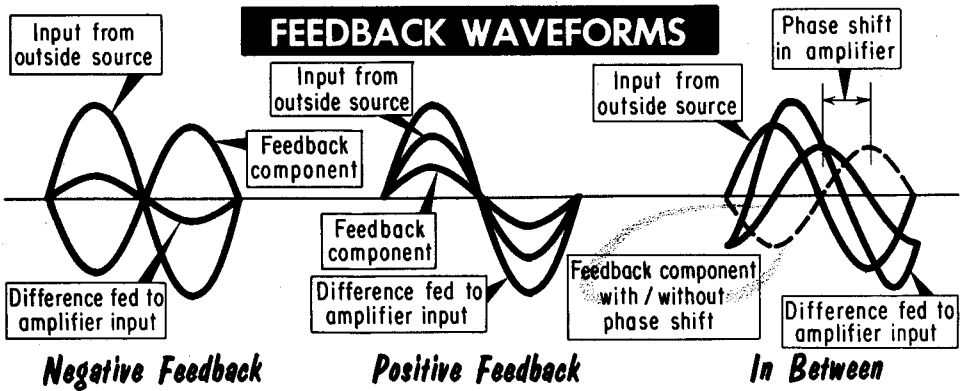 FEEDBACK WAVEFORMS
Input from
outside source
Feedback
component
Difference fed to
amplifier input
Negative Feedback
Input from
outside source
Feedback
component
Difference fed to
amplifier input
Positive Feedback
Phase shift
in amplifier
Input from
outside source
Feedback component
with / without
phase shift
Difference fed to
amplifier input
In Between